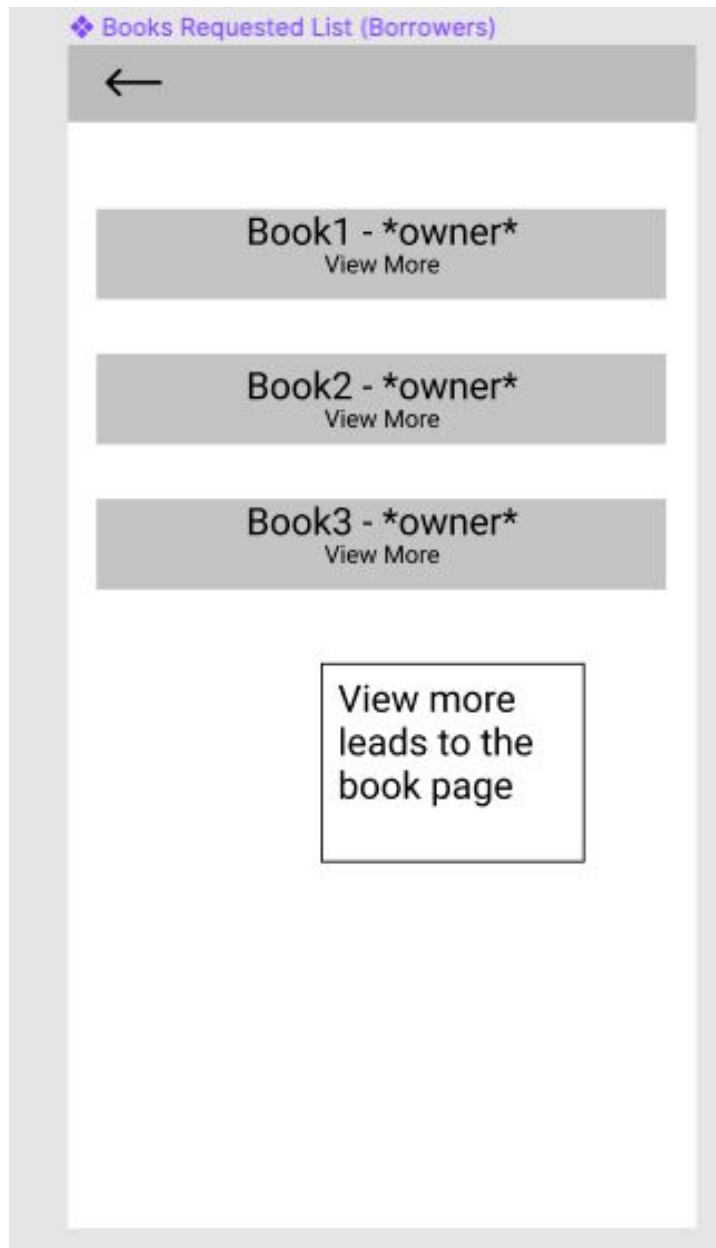 Books Requested List (Borrowers)
Book1 - *owner*
View More
Book2 - *owner*
View More
Book3 - *owner*
View More
View more
leads to the
book page